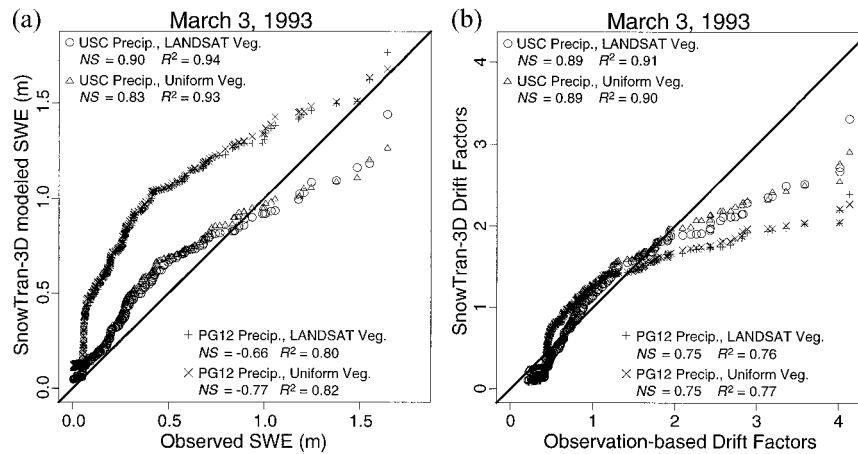 (a)
March 3, 1993
○ USC Precip., LANDSAT Veg.
NS = 0.90 R² = 0.94
△ USC Precip., Uniform Veg.
NS = 0.83 R² = 0.93
+ PG12 Precip., LANDSAT Veg.
NS = -0.66 R² = 0.80
× PG12 Precip., Uniform Veg.
NS = -0.77 R² = 0.82
SnowTran-3D modeled SWE (m)
1.5
1.0
0.5
0.0
0.0 0.5 1.0 1.5
Observed SWE (m)
(b)
March 3, 1993
○ USC Precip., LANDSAT Veg.
NS = 0.89 R² = 0.91
△ USC Precip., Uniform Veg.
NS = 0.89 R² = 0.90
+ PG12 Precip., LANDSAT Veg.
NS = 0.75 R² = 0.76
× PG12 Precip., Uniform Veg.
NS = 0.75 R² = 0.77
SnowTran-3D Drift Factors
4
3
2
1
0
0 1 2 3 4
Observation-based Drift Factors